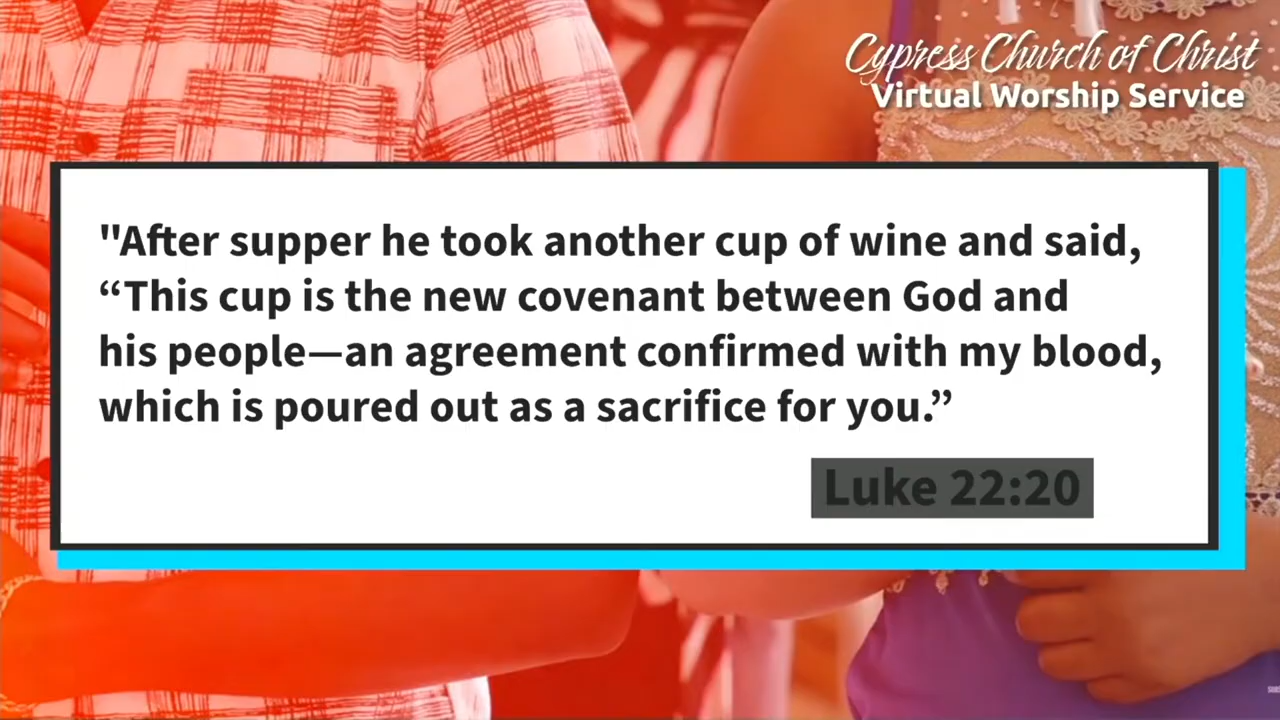 Cypress Church of Christ
Virtual Worship Service
"After supper he took another cup of wine and said,
“This cup is the new covenant between God and
his people—an agreement confirmed with my blood,
which is poured out as a sacrifice for you.”
Luke 22:20